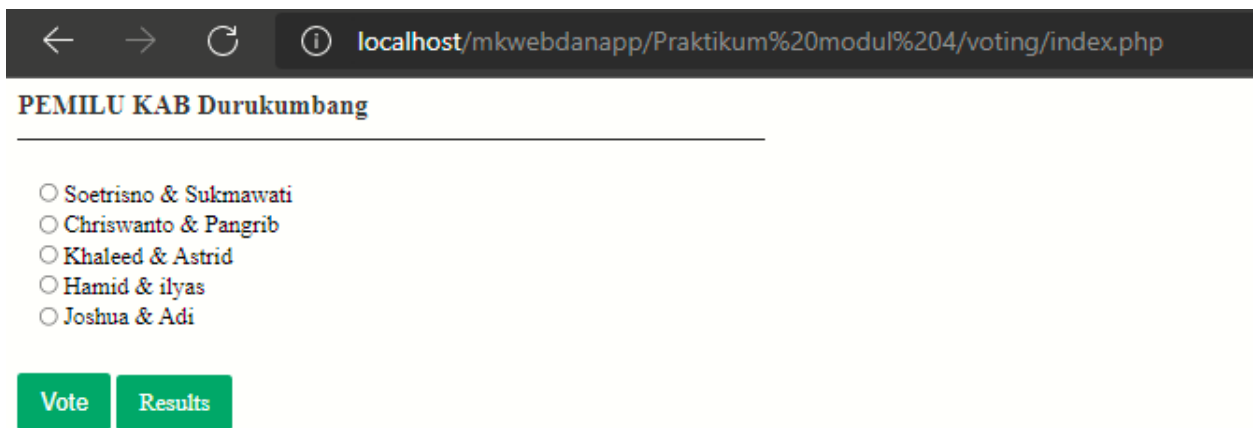 localhost/mkwebdanapp/Praktikum%20modul%204/voting/index.php
PEMILU KAB Durukumbang
Soetrisno & Sukmawati
Chriswanto & Pangrib
Khaleed & Astrid
Hamid & ilyas
Joshua & Adi
Vote Results